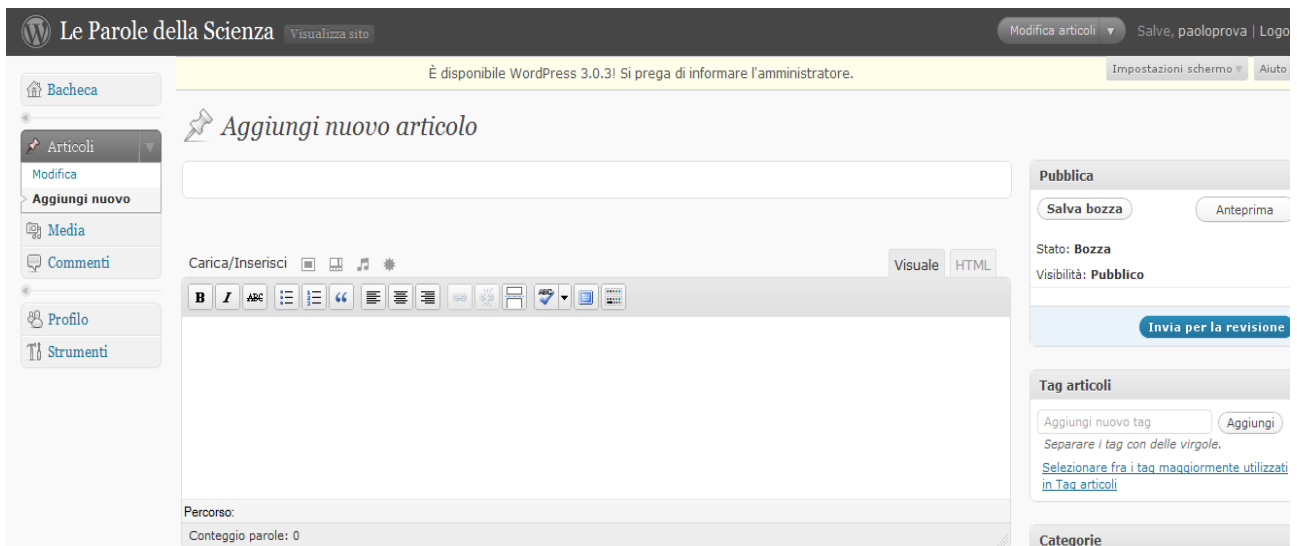 Le Parole della Scienza Visualizza sito Modifica articoli Salve, paoloprova | Logo
È disponibile WordPress 3.0.3! Si prega di informare l'amministratore. Impostazioni schermo Aiuto
Bacheca
Aggiungi nuovo articolo
Articoli
Modifica
Aggiungi nuovo
Media
Commenti
Profilo
Strumenti
Carica/Inserisci Visuale HTML
B I ABC ABC
Percorso:
Conteggio parole: 0
Pubblica
Salva bozza Anteprima
Stato: Bozza
Visibilità: Pubblico
Invia per la revisione
Tag articoli
Aggiungi nuovo tag Aggiungi
Separare i tag con delle virgole.
Selezionare fra i tag maggiormente utilizzati
in Tag articoli
Categorie